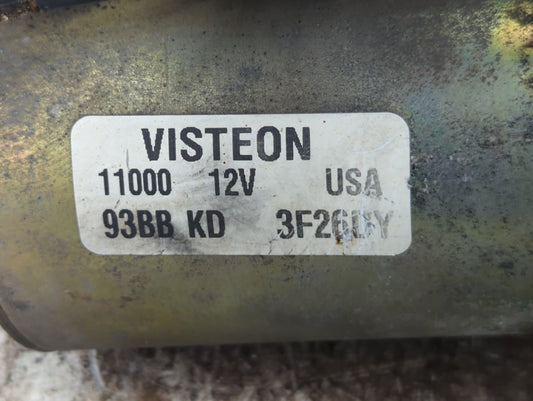 VISTEON
11000 12V USA
93BB KD